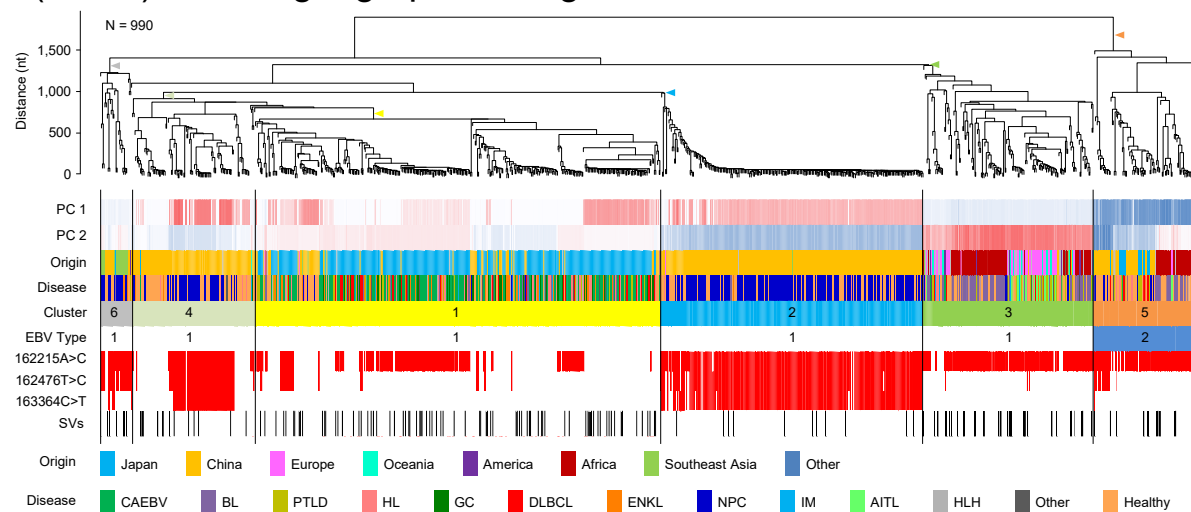 N = 990
Distance (nt)
1,500
1,000
500
0
PC 1
PC 2
Origin
Disease
Cluster 6 4 1 2 3 5
EBV Type 1 1 1 1 1 2
162215A>C
162476T>C
163364C>T
SVs
Origin Japan China Europe Oceania America Africa Southeast Asia Other
Disease CAEBV BL PTLD HL GC DLBCL ENKL NPC IM AITL HLH Other Healthy